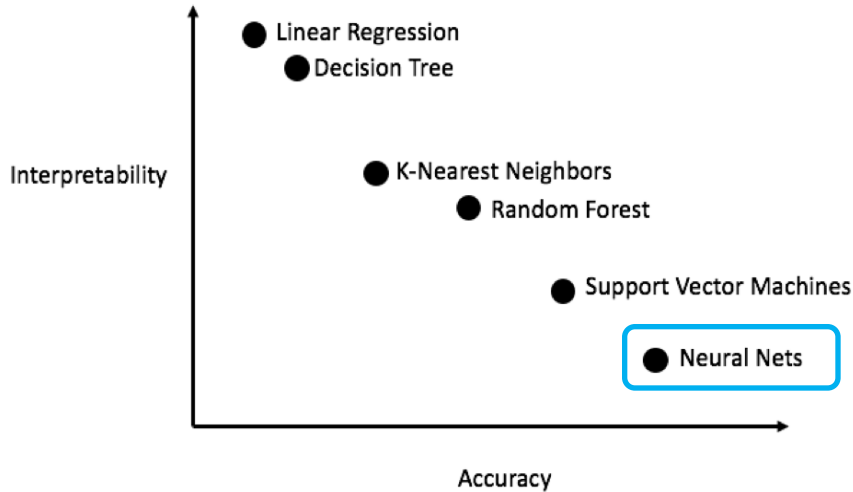 Linear Regression
Decision Tree
Interpretability
K-Nearest Neighbors
Random Forest
Support Vector Machines
Neural Nets
Accuracy